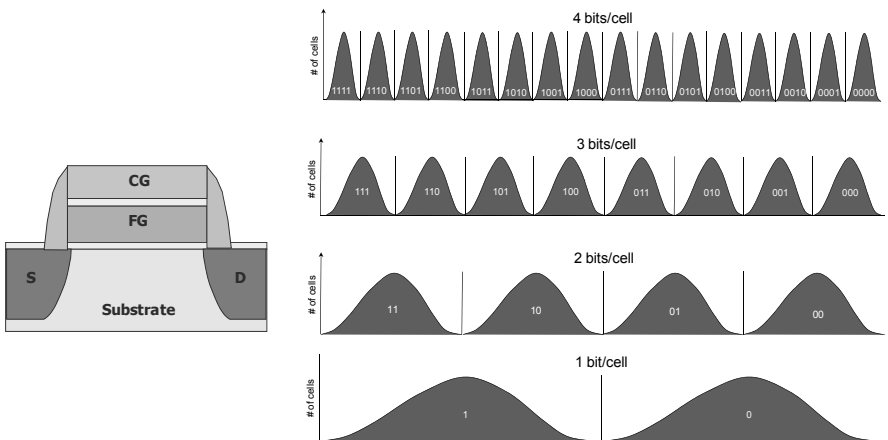 CG
FG
S
D
Substrate
4 bits/cell
# of cells
1111 1110 1101 1100 1011 1010 1001 1000 0111 0110 0101 0100 0011 0010 0001 0000
3 bits/cell
# of cells
111 110 101 100 011 010 001 000
2 bits/cell
# of cells
11 10 01 00
1 bit/cell
# of cells
1 0